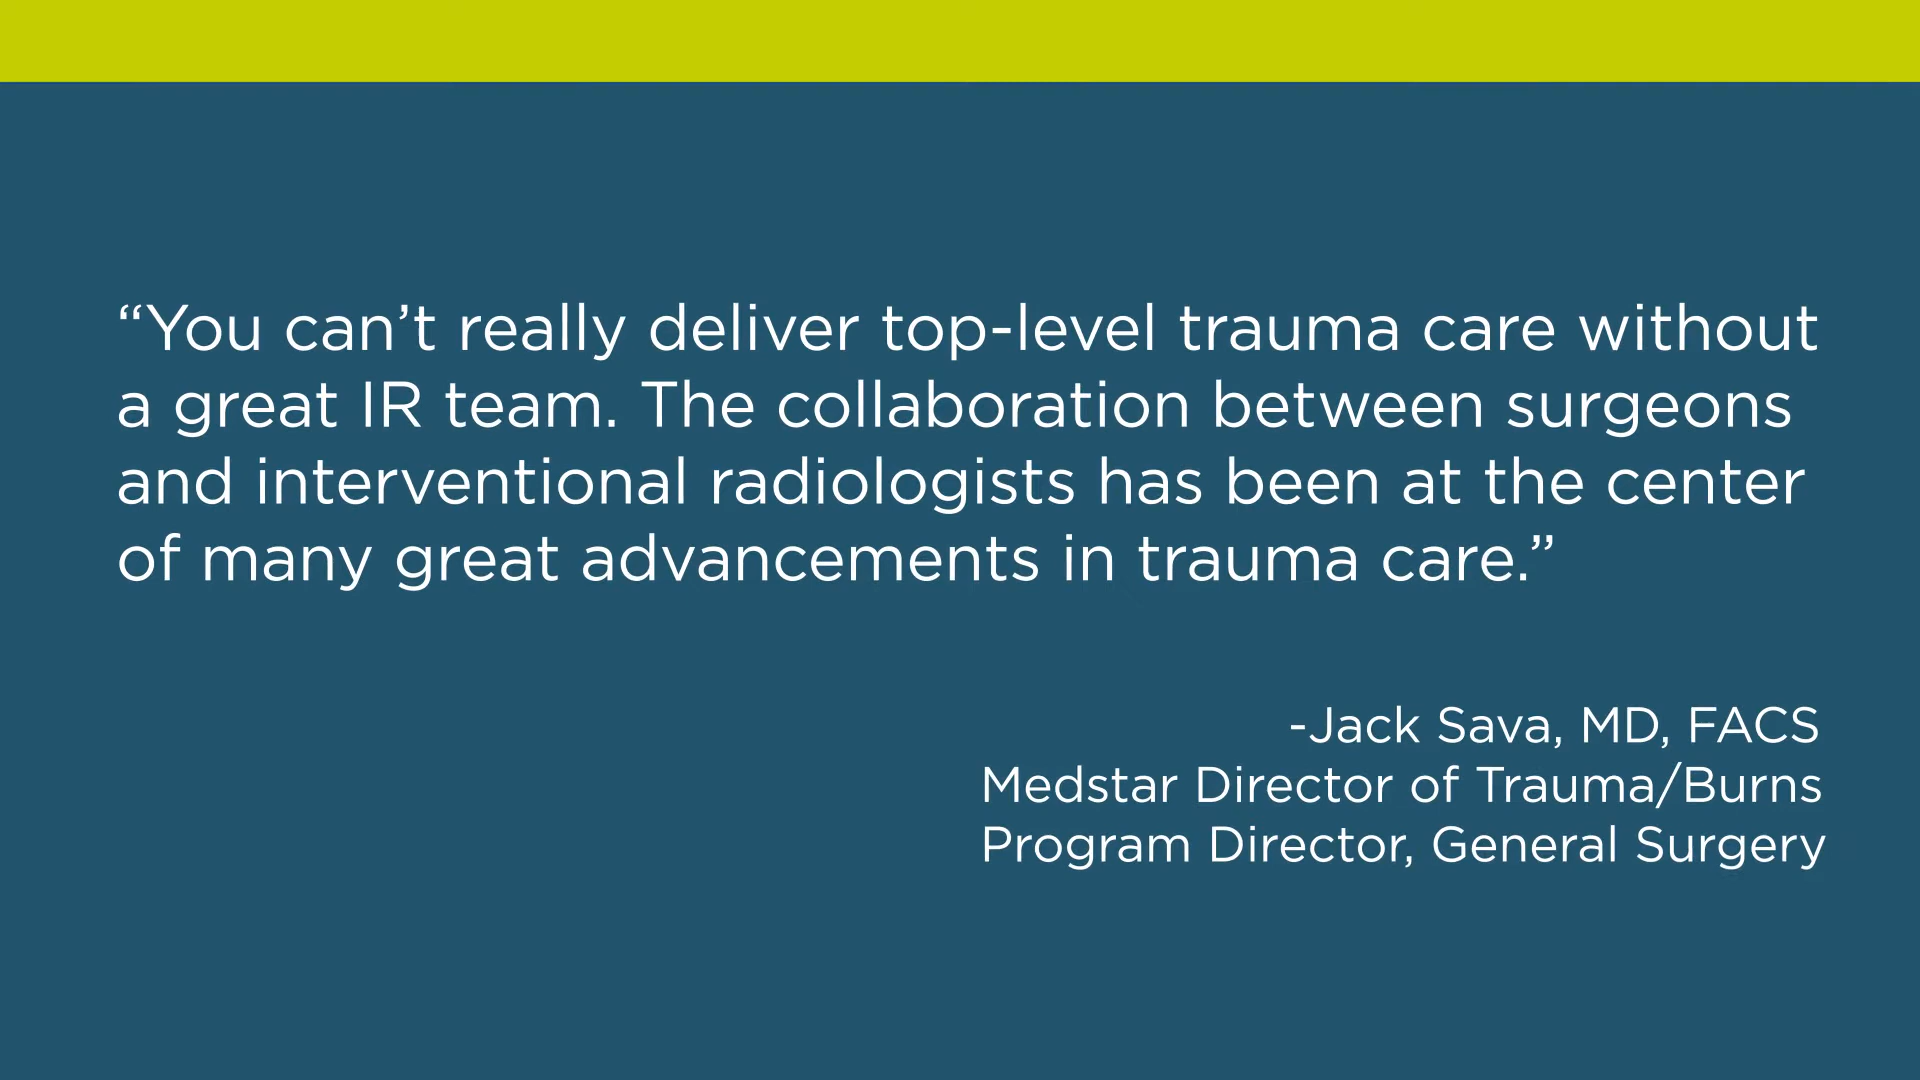 “You can’t really deliver top-level trauma care without
a great IR team. The collaboration between surgeons
and interventional radiologists has been at the center
of many great advancements in trauma care.”
-Jack Sava, MD, FACS
Medstar Director of Trauma/Burns
Program Director, General Surgery